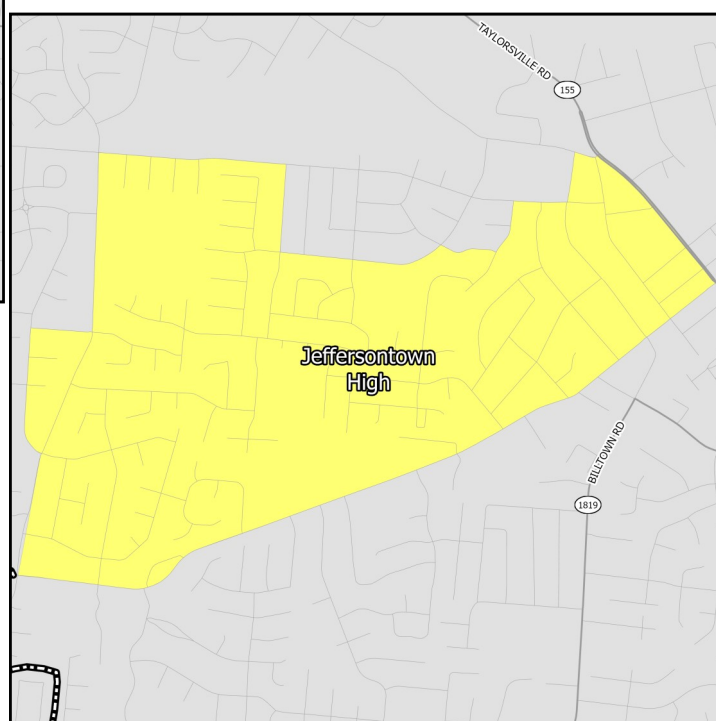 TAYLORSVILLE RD
155
Jeffersontown
High
BILLTOWN RD
1819